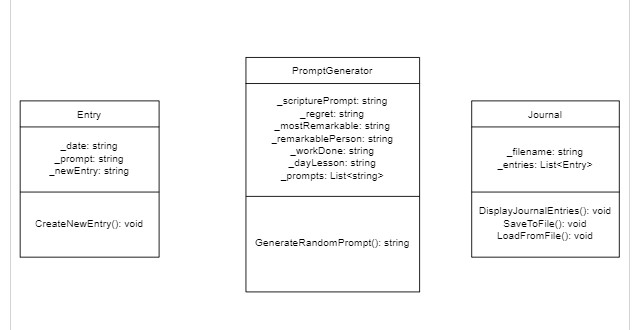 Entry
_date: string
_prompt: string
_newEntry: string
CreateNewEntry(): void
PromptGenerator
_scripturePrompt: string
_regret: string
_mostRemarkable: string
_remarkablePerson: string
_workDone: string
_dayLesson: string
_prompts: List<string>
GenerateRandomPrompt(): string
Journal
_filename: string
_entries: List<Entry>
DisplayJournalEntries(): void
SaveToFile(): void
LoadFromFile(): void